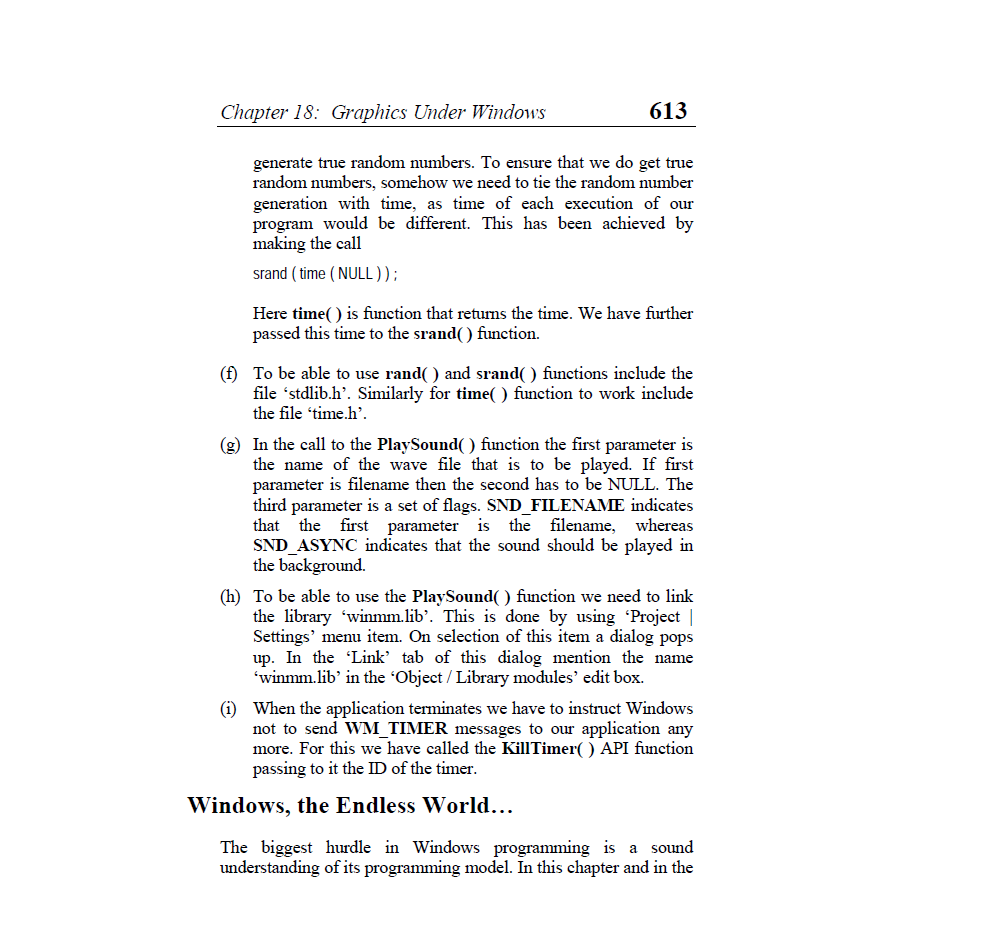 Chapter 18: Graphics Under Windows 613
generate true random numbers. To ensure that we do get true
random numbers, somehow we need to tie the random number
generation with time, as time of each execution of our
program would be different. This has been achieved by
making the call
srand ( time ( NULL ) ) ;
Here time( ) is function that returns the time. We have further
passed this time to the srand( ) function.
(f) To be able to use rand( ) and srand( ) functions include the
file ‘stdlib.h’. Similarly for time( ) function to work include
the file ‘time.h’.
(g) In the call to the PlaySound( ) function the first parameter is
the name of the wave file that is to be played. If first
parameter is filename then the second has to be NULL. The
third parameter is a set of flags. SND_FILENAME indicates
that the first parameter is the filename, whereas
SND_ASYNC indicates that the sound should be played in
the background.
(h) To be able to use the PlaySound( ) function we need to link
the library ‘winmm.lib’. This is done by using ‘Project |
Settings’ menu item. On selection of this item a dialog pops
up. In the ‘Link’ tab of this dialog mention the name
‘winmm.lib’ in the ‘Object / Library modules’ edit box.
(i) When the application terminates we have to instruct Windows
not to send WM_TIMER messages to our application any
more. For this we have called the KillTimer( ) API function
passing to it the ID of the timer.
Windows, the Endless World…
The biggest hurdle in Windows programming is a sound
understanding of its programming model. In this chapter and in the